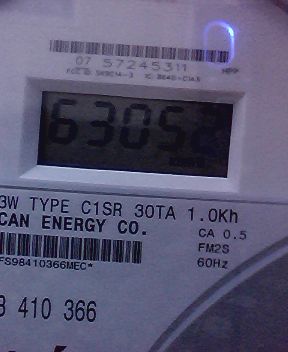 07 57245311
63052
3W TYPE C1SR 30TA 1.0Kh
CAN ENERGY CO.
CA 0.5
FM2S
60Hz
FS98410366MEC*
410 366